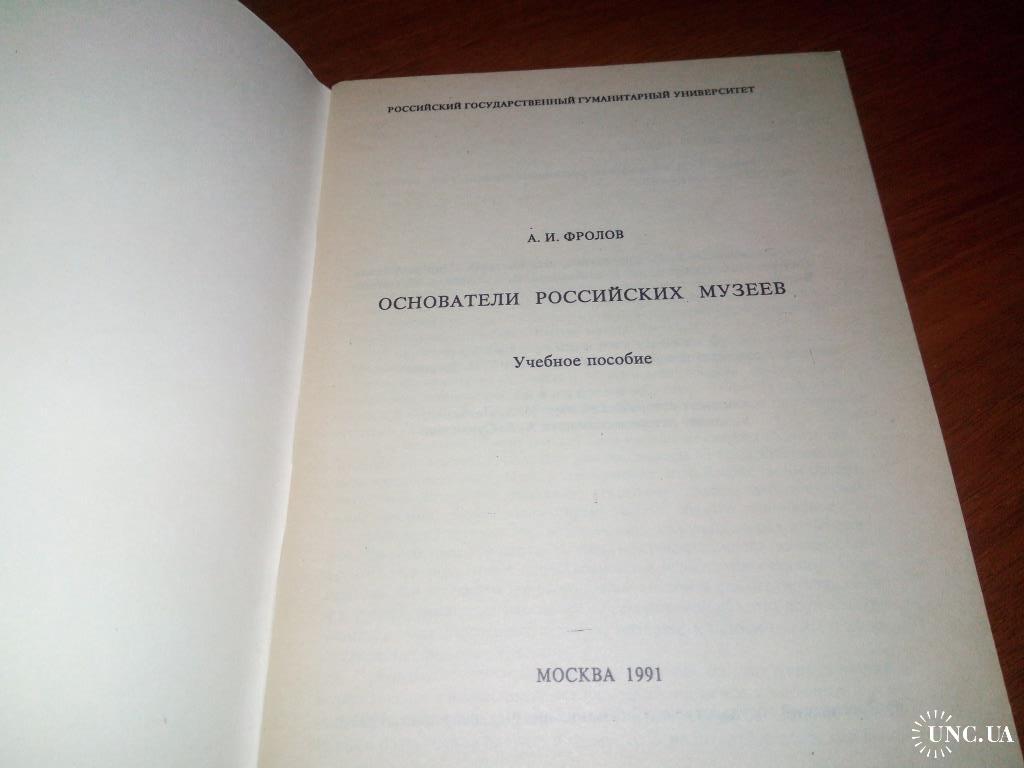 РОССИЙСКИЙ ГОСУДАРСТВЕННЫЙ ГУМАНИТАРНЫЙ УНИВЕРСИТЕТ
А. И. ФРОЛОВ
ОСНОВАТЕЛИ РОССИЙСКИХ МУЗЕЕВ
Учебное пособие
МОСКВА 1991
UNC.UA